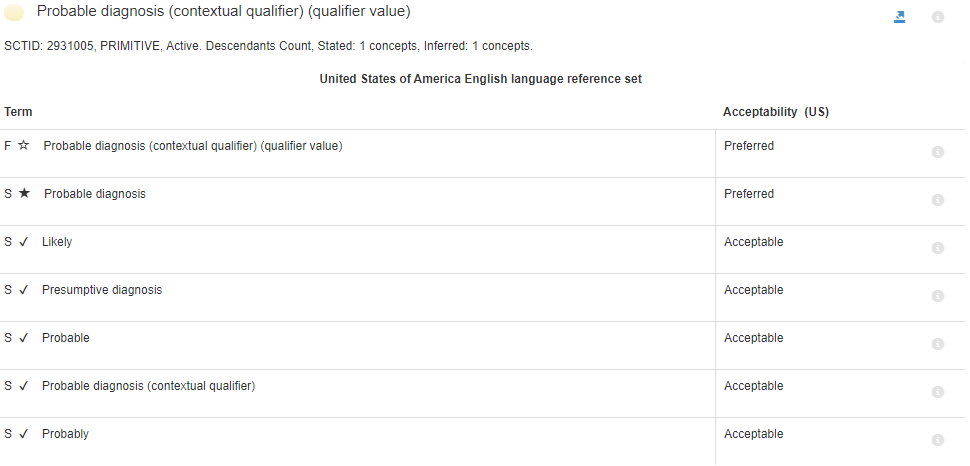 Probable diagnosis (contextual qualifier) (qualifier value)
SCTID: 2931005, PRIMITIVE, Active. Descendants Count, Stated: 1 concepts, Inferred: 1 concepts.
United States of America English language reference set
Term Acceptability (US)
F ☆ Probable diagnosis (contextual qualifier) (qualifier value) Preferred
S ★ Probable diagnosis Preferred
S ✓ Likely Acceptable
S ✓ Presumptive diagnosis Acceptable
S ✓ Probable Acceptable
S ✓ Probable diagnosis (contextual qualifier) Acceptable
S ✓ Probably Acceptable